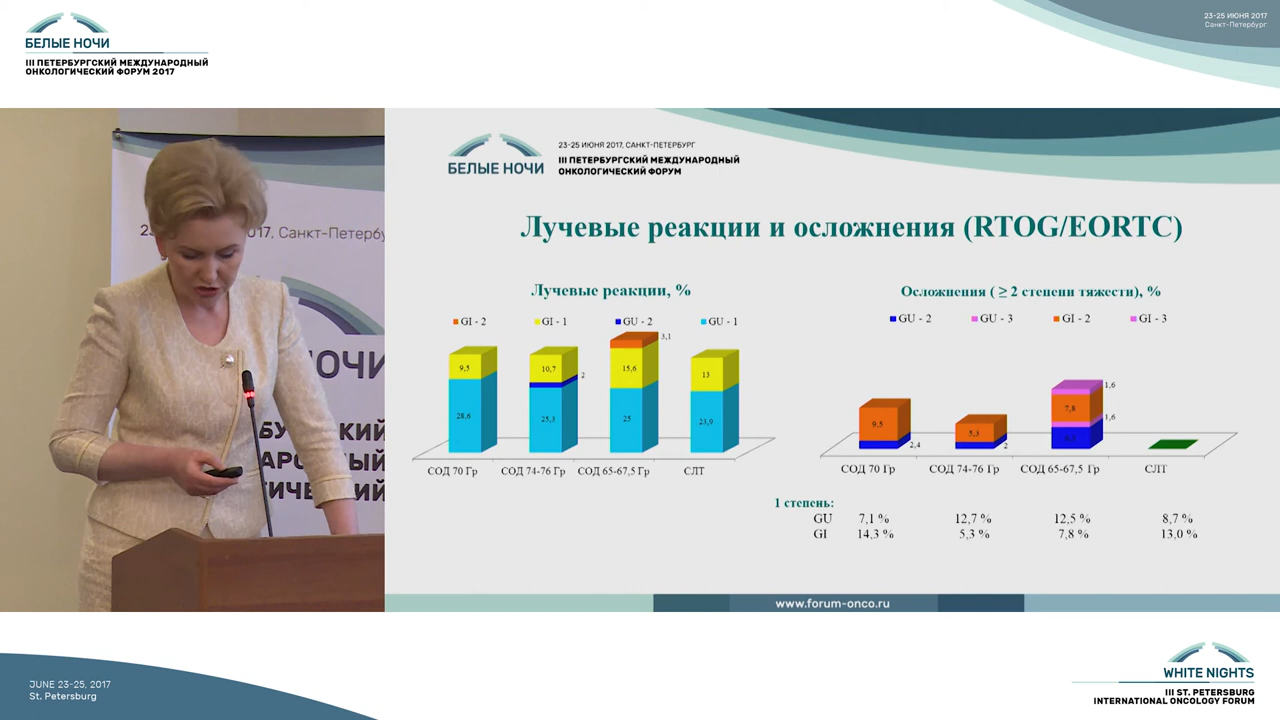 БЕЛЫЕ НОЧИ
III ПЕТЕРБУРГСКИЙ МЕЖДУНАРОДНЫЙ
ОНКОЛОГИЧЕСКИЙ ФОРУМ 2017
23-25 ИЮНЯ 2017
Санкт-Петербург
23-25 ИЮНЯ 2017, САНКТ-ПЕТЕРБУРГ
III ПЕТЕРБУРГСКИЙ МЕЖДУНАРОДНЫЙ
ОНКОЛОГИЧЕСКИЙ ФОРУМ
БЕЛЫЕ НОЧИ
Лучевые реакции и осложнения (RTOG/EORTC)
Лучевые реакции, %
GI - 2 GI - 1 GU - 2 GU - 1
3,1
9,5 10,7 2 15,6 13
28,6 25,3 25 23,9
СОД 70 Гр СОД 74-76 Гр СОД 65-67,5 Гр СЛТ
Осложнения ( ≥ 2 степени тяжести), %
GU - 2 GU - 3 GI - 2 GI - 3
1,6
7,8
1,6
9,5 5,3
2,4 2
СОД 70 Гр СОД 74-76 Гр СОД 65-67,5 Гр СЛТ
1 степень:
GU 7,1 % 12,7 % 12,5 % 8,7 %
GI 14,3 % 5,3 % 7,8 % 13,0 %
www.forum-onco.ru
17, Санкт-Петербу
НОЧИ
JUNE 23-25, 2017
St. Petersburg
WHITE NIGHTS
III ST. PETERSBURG
INTERNATIONAL ONCOLOGY FORUM